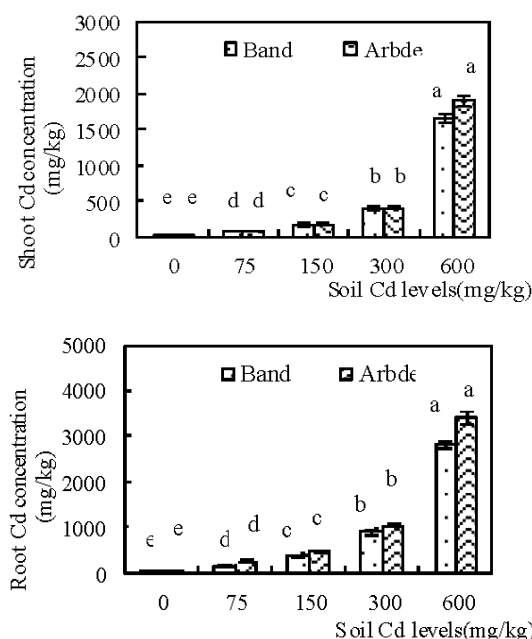 3000
2500
2000
1500
1000
500
0
Shoot Cd concentration
(mg/kg)
Band Arbde
e e d d c c b b a a
0 75 150 300 600
Soil Cd levels(mg/kg)
5000
4000
3000
2000
1000
0
Root Cd concentration
(mg/kg)
Band Arbde
e e d d c c b b a a
0 75 150 300 600
Soil Cd levels(mg/kg)